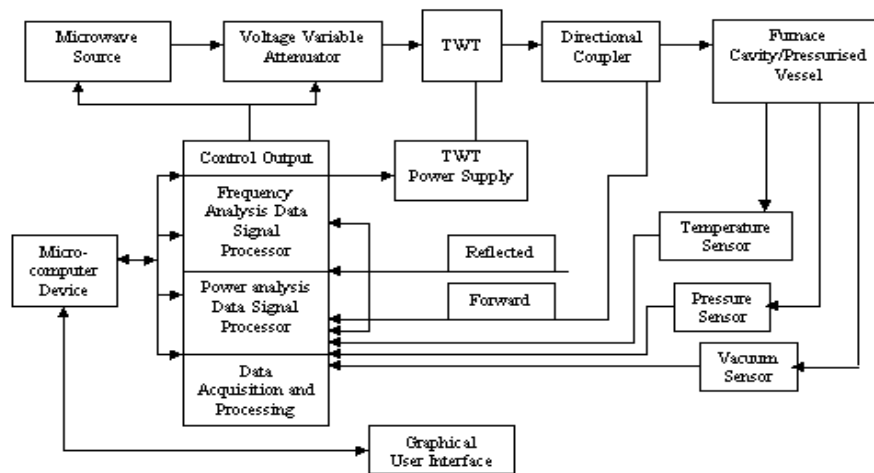 Microwave
Source
Voltage Variable
Attenuator
TWT
Directional
Coupler
Furnace
Cavity/Pressurised
Vessel
Control Output
TWT
Power Supply
Frequency
Analysis Data
Signal
Processor
Micro-
computer
Device
Reflected
Temperature
Sensor
Power analysis
Data Signal
Processor
Forward
Pressure
Sensor
Data
Acquisition and
Processing
Vacuum
Sensor
Graphical
User Interface